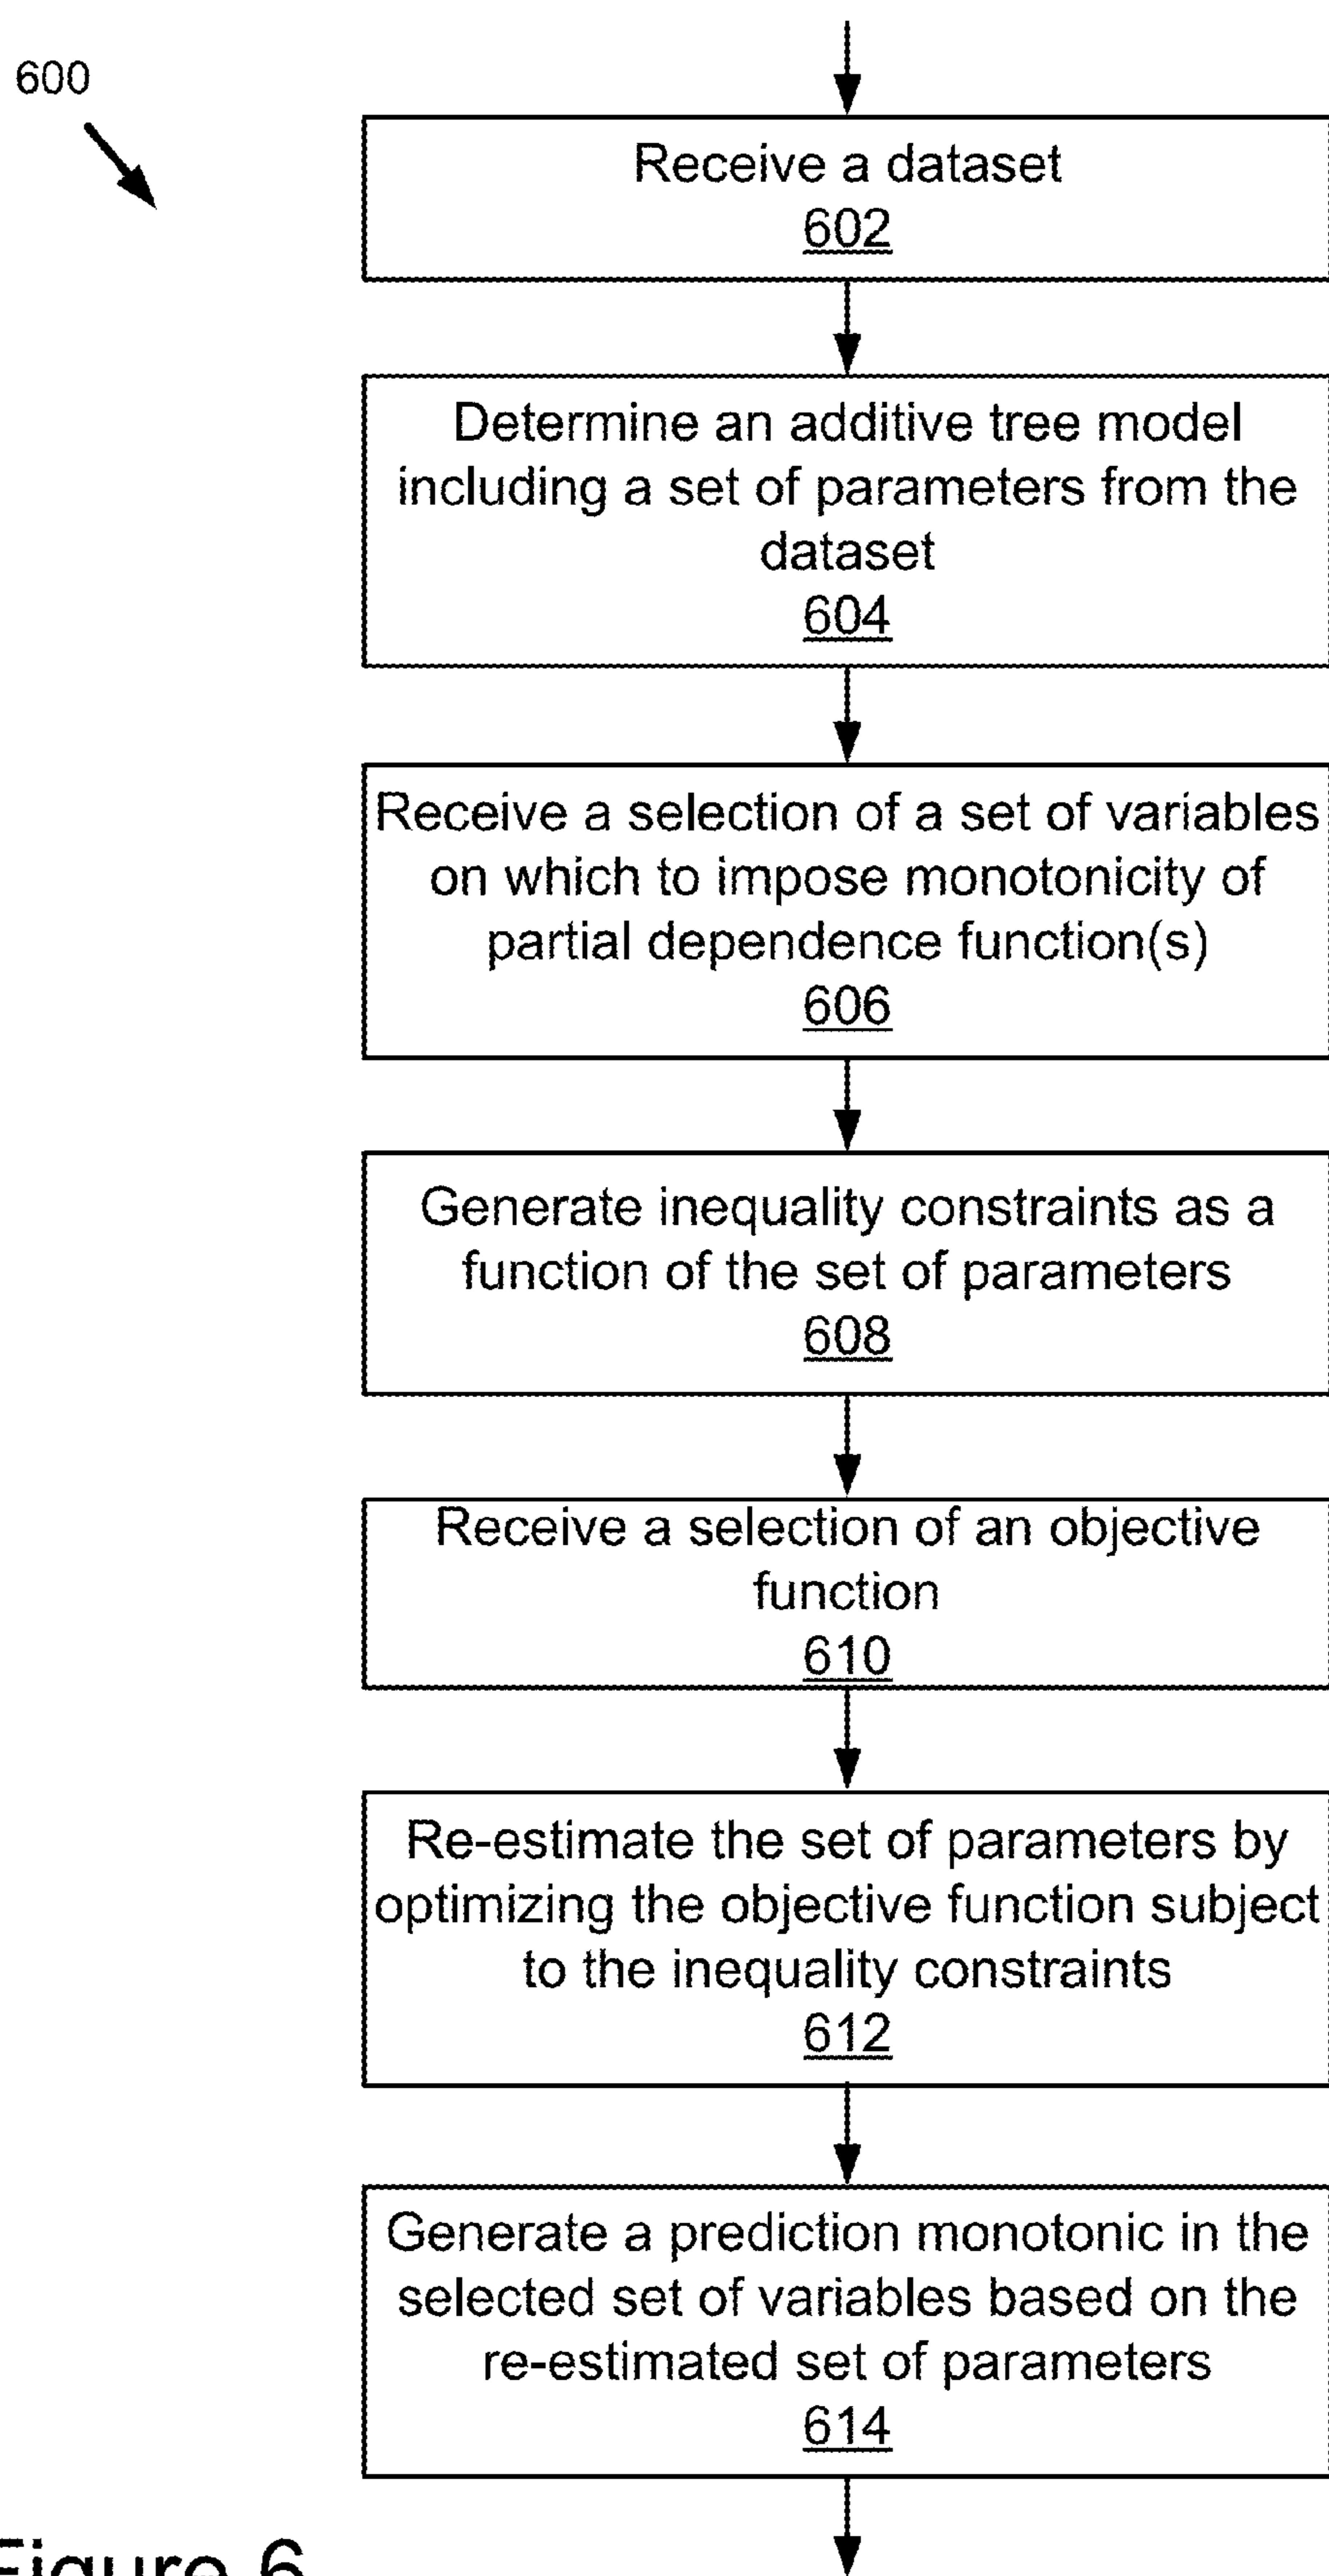 600
Receive a dataset
602
Determine an additive tree model
including a set of parameters from the
dataset
604
Receive a selection of a set of variables
on which to impose monotonicity of
partial dependence function(s)
606
Generate inequality constraints as a
function of the set of parameters
608
Receive a selection of an objective
function
610
Re-estimate the set of parameters by
optimizing the objective function subject
to the inequality constraints
612
Generate a prediction monotonic in the
selected set of variables based on the
re-estimated set of parameters
614
Figure 6